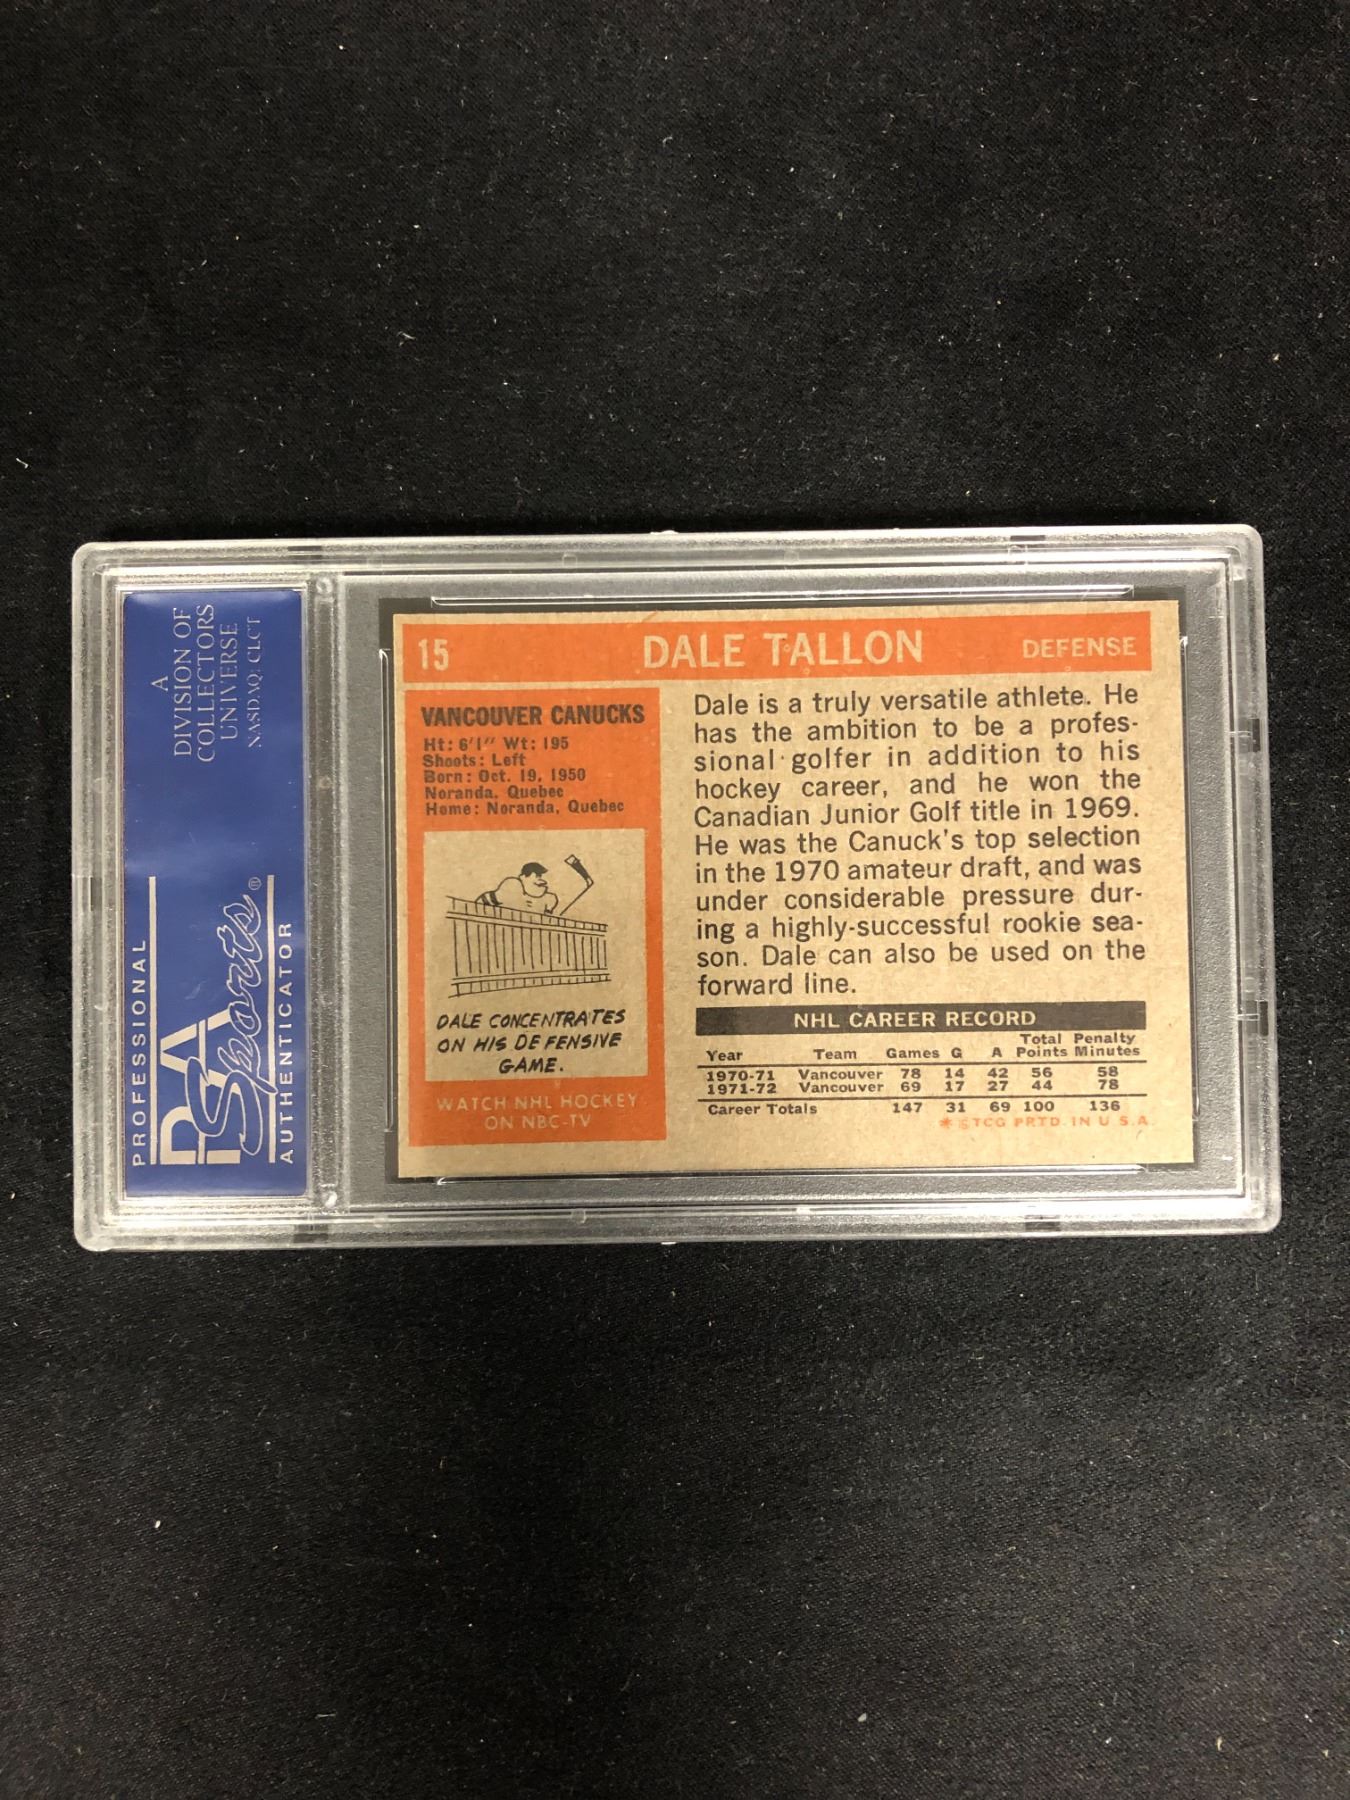 A
DIVISION OF
COLLECTORS
UNIVERSE
NASDAQ: CLCT
PROFESSIONAL
PSA
Sports®
AUTHENTICATOR
15 DALE TALLON DEFENSE
VANCOUVER CANUCKS
Ht: 6'1" Wt: 195
Shoots: Left
Born: Oct. 19, 1950
Noranda, Quebec
Home: Noranda, Quebec
DALE CONCENTRATES
ON HIS DEFENSIVE
GAME.
WATCH NHL HOCKEY
ON NBC-TV
Dale is a truly versatile athlete. He
has the ambition to be a profes-
sional golfer in addition to his
hockey career, and he won the
Canadian Junior Golf title in 1969.
He was the Canuck's top selection
in the 1970 amateur draft, and was
under considerable pressure dur-
ing a highly-successful rookie sea-
son. Dale can also be used on the
forward line.
NHL CAREER RECORD
Total Penalty
Year Team Games G A Points Minutes
1970-71 Vancouver 78 14 42 56 58
1971-72 Vancouver 69 17 27 44 78
Career Totals 147 31 69 100 136
* © TCG PRTD. IN U.S.A.